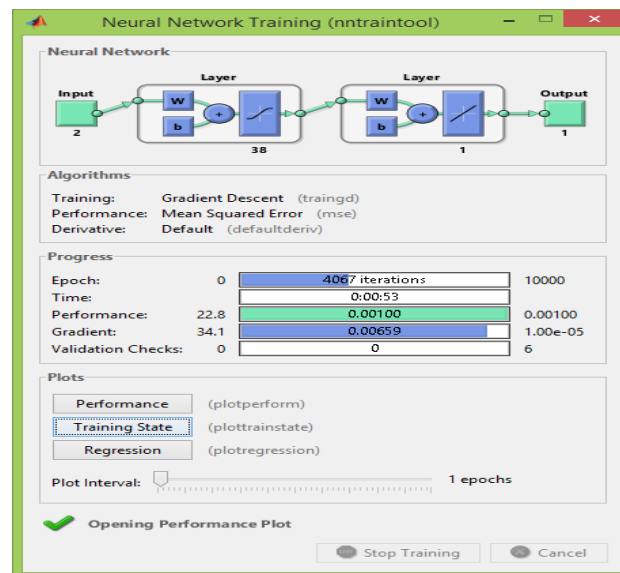 Neural Network Training (nntraintool)
Neural Network
Layer Layer
Input W W Output
b b
2 38 1 1
Algorithms
Training: Gradient Descent (traingd)
Performance: Mean Squared Error (mse)
Derivative: Default (defaultderiv)
Progress
Epoch: 0 4067 iterations 10000
Time: 0:00:53
Performance: 22.8 0.00100 0.00100
Gradient: 34.1 0.00659 1.00e-05
Validation Checks: 0 0 6
Plots
Performance (plotperform)
Training State (plottrainstate)
Regression (plotregression)
Plot Interval: 1 epochs
Opening Performance Plot
Stop Training Cancel